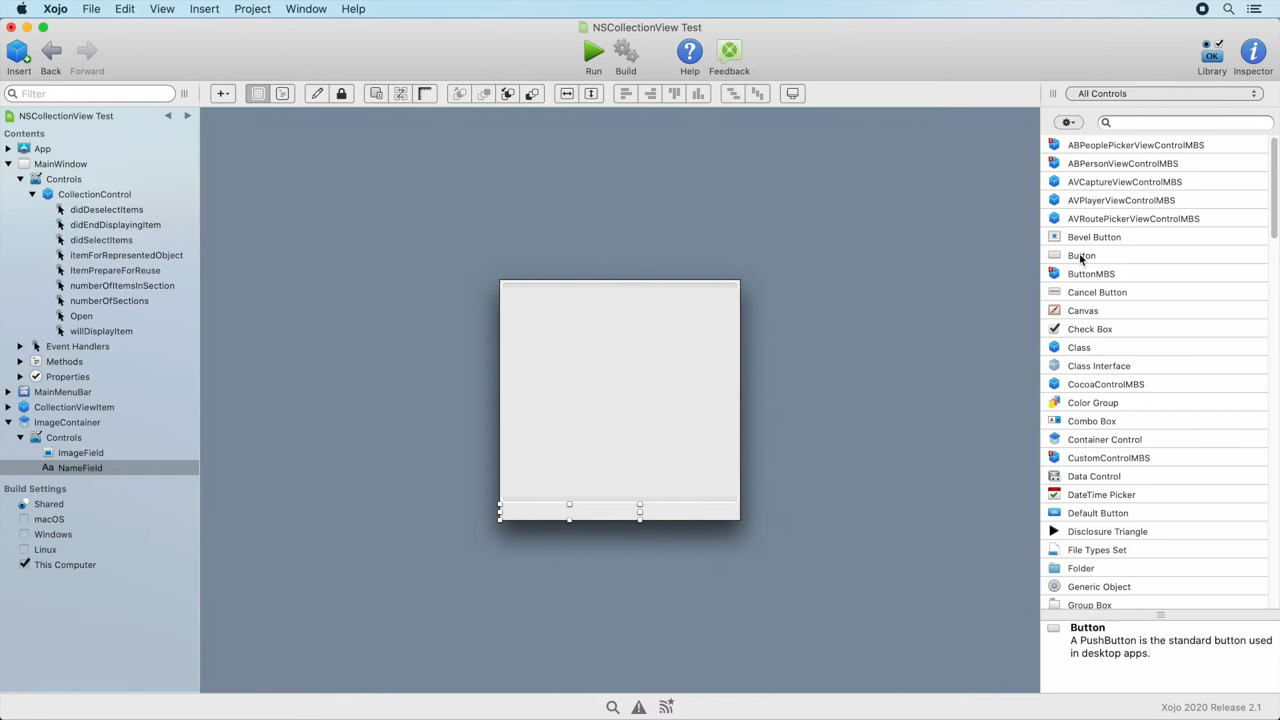 Xojo File Edit View Insert Project Window Help
NSCollectionView Test
Insert Back Forward Run Build Help Feedback Library Inspector
Filter
All Controls
NSCollectionView Test
Contents
App
MainWindow
Controls
CollectionControl
didDeselectItems
didEndDisplayingItem
didSelectItems
itemForRepresentedObject
ItemPrepareForReuse
numberOfItemsInSection
numberOfSections
Open
willDisplayItem
Event Handlers
Methods
Properties
MainMenuBar
CollectionViewItem
ImageContainer
Controls
ImageField
Aa NameField
Build Settings
Shared
macOS
Windows
Linux
This Computer
ABPeoplePickerViewControlMBS
ABPersonViewControlMBS
AVCaptureViewControlMBS
AVPlayerViewControlMBS
AVRoutePickerViewControlMBS
Bevel Button
Button
ButtonMBS
Cancel Button
Canvas
Check Box
Class
Class Interface
CocoaControlMBS
Color Group
Combo Box
Container Control
CustomControlMBS
Data Control
DateTime Picker
Default Button
Disclosure Triangle
File Types Set
Folder
Generic Object
Group Box
Button
A PushButton is the standard button used
in desktop apps.
Xojo 2020 Release 2.1